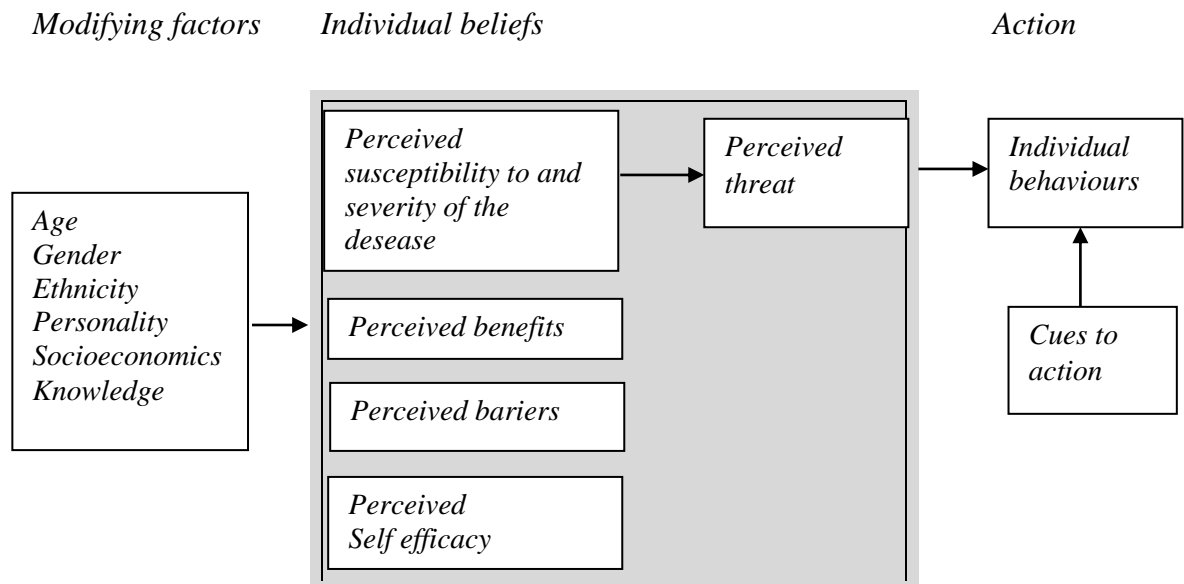 Modifying factors
Individual beliefs
Action
Age
Gender
Ethnicity
Personality
Socioeconomics
Knowledge
Perceived
susceptibility to and
severity of the
desease
Perceived
threat
Perceived benefits
Perceived bariers
Perceived
Self efficacy
Individual
behaviours
Cues to
action